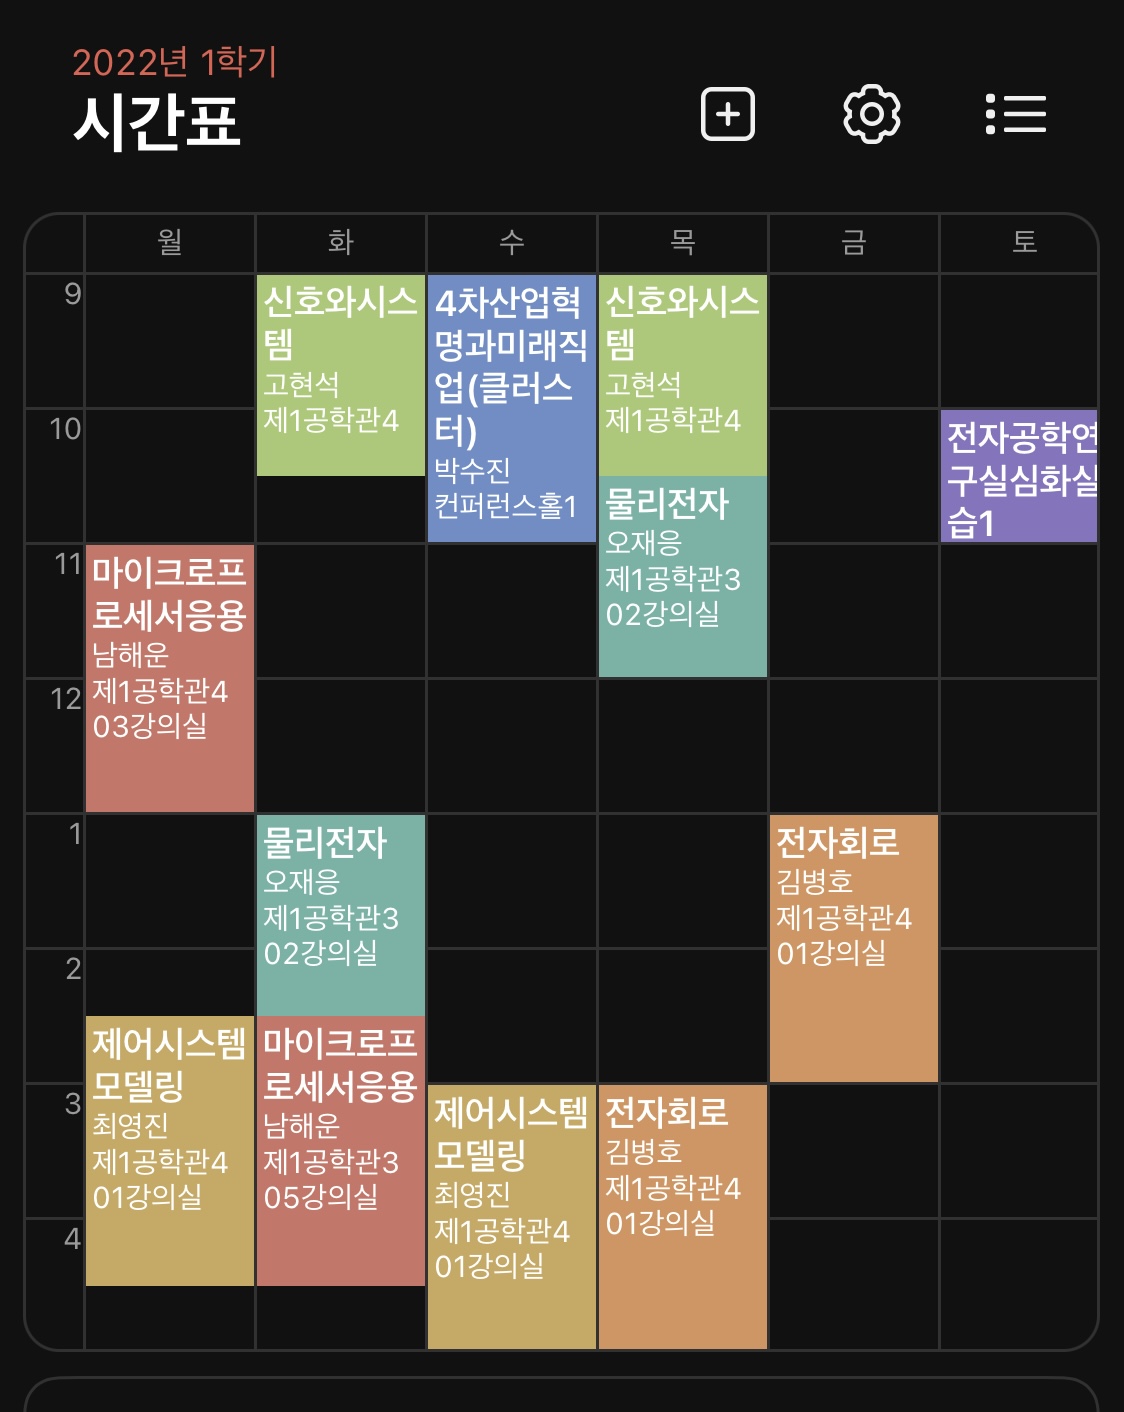 2022년 1학기
시간표
월
화
수
목
금
토
9
10
11
12
1
2
3
4
마이크로프
로세서응용
남해운
제1공학관4
03강의실
제어시스템
모델링
최영진
제1공학관4
01강의실
신호와시스
템
고현석
제1공학관4
물리전자
오재응
제1공학관3
02강의실
마이크로프
로세서응용
남해운
제1공학관3
05강의실
4차산업혁
명과미래직
업(클러스
터)
박수진
컨퍼런스홀1
제어시스템
모델링
최영진
제1공학관4
01강의실
신호와시스
템
고현석
제1공학관4
물리전자
오재응
제1공학관3
02강의실
전자회로
김병호
제1공학관4
01강의실
전자회로
김병호
제1공학관4
01강의실
전자공학연
구실심화실
습1